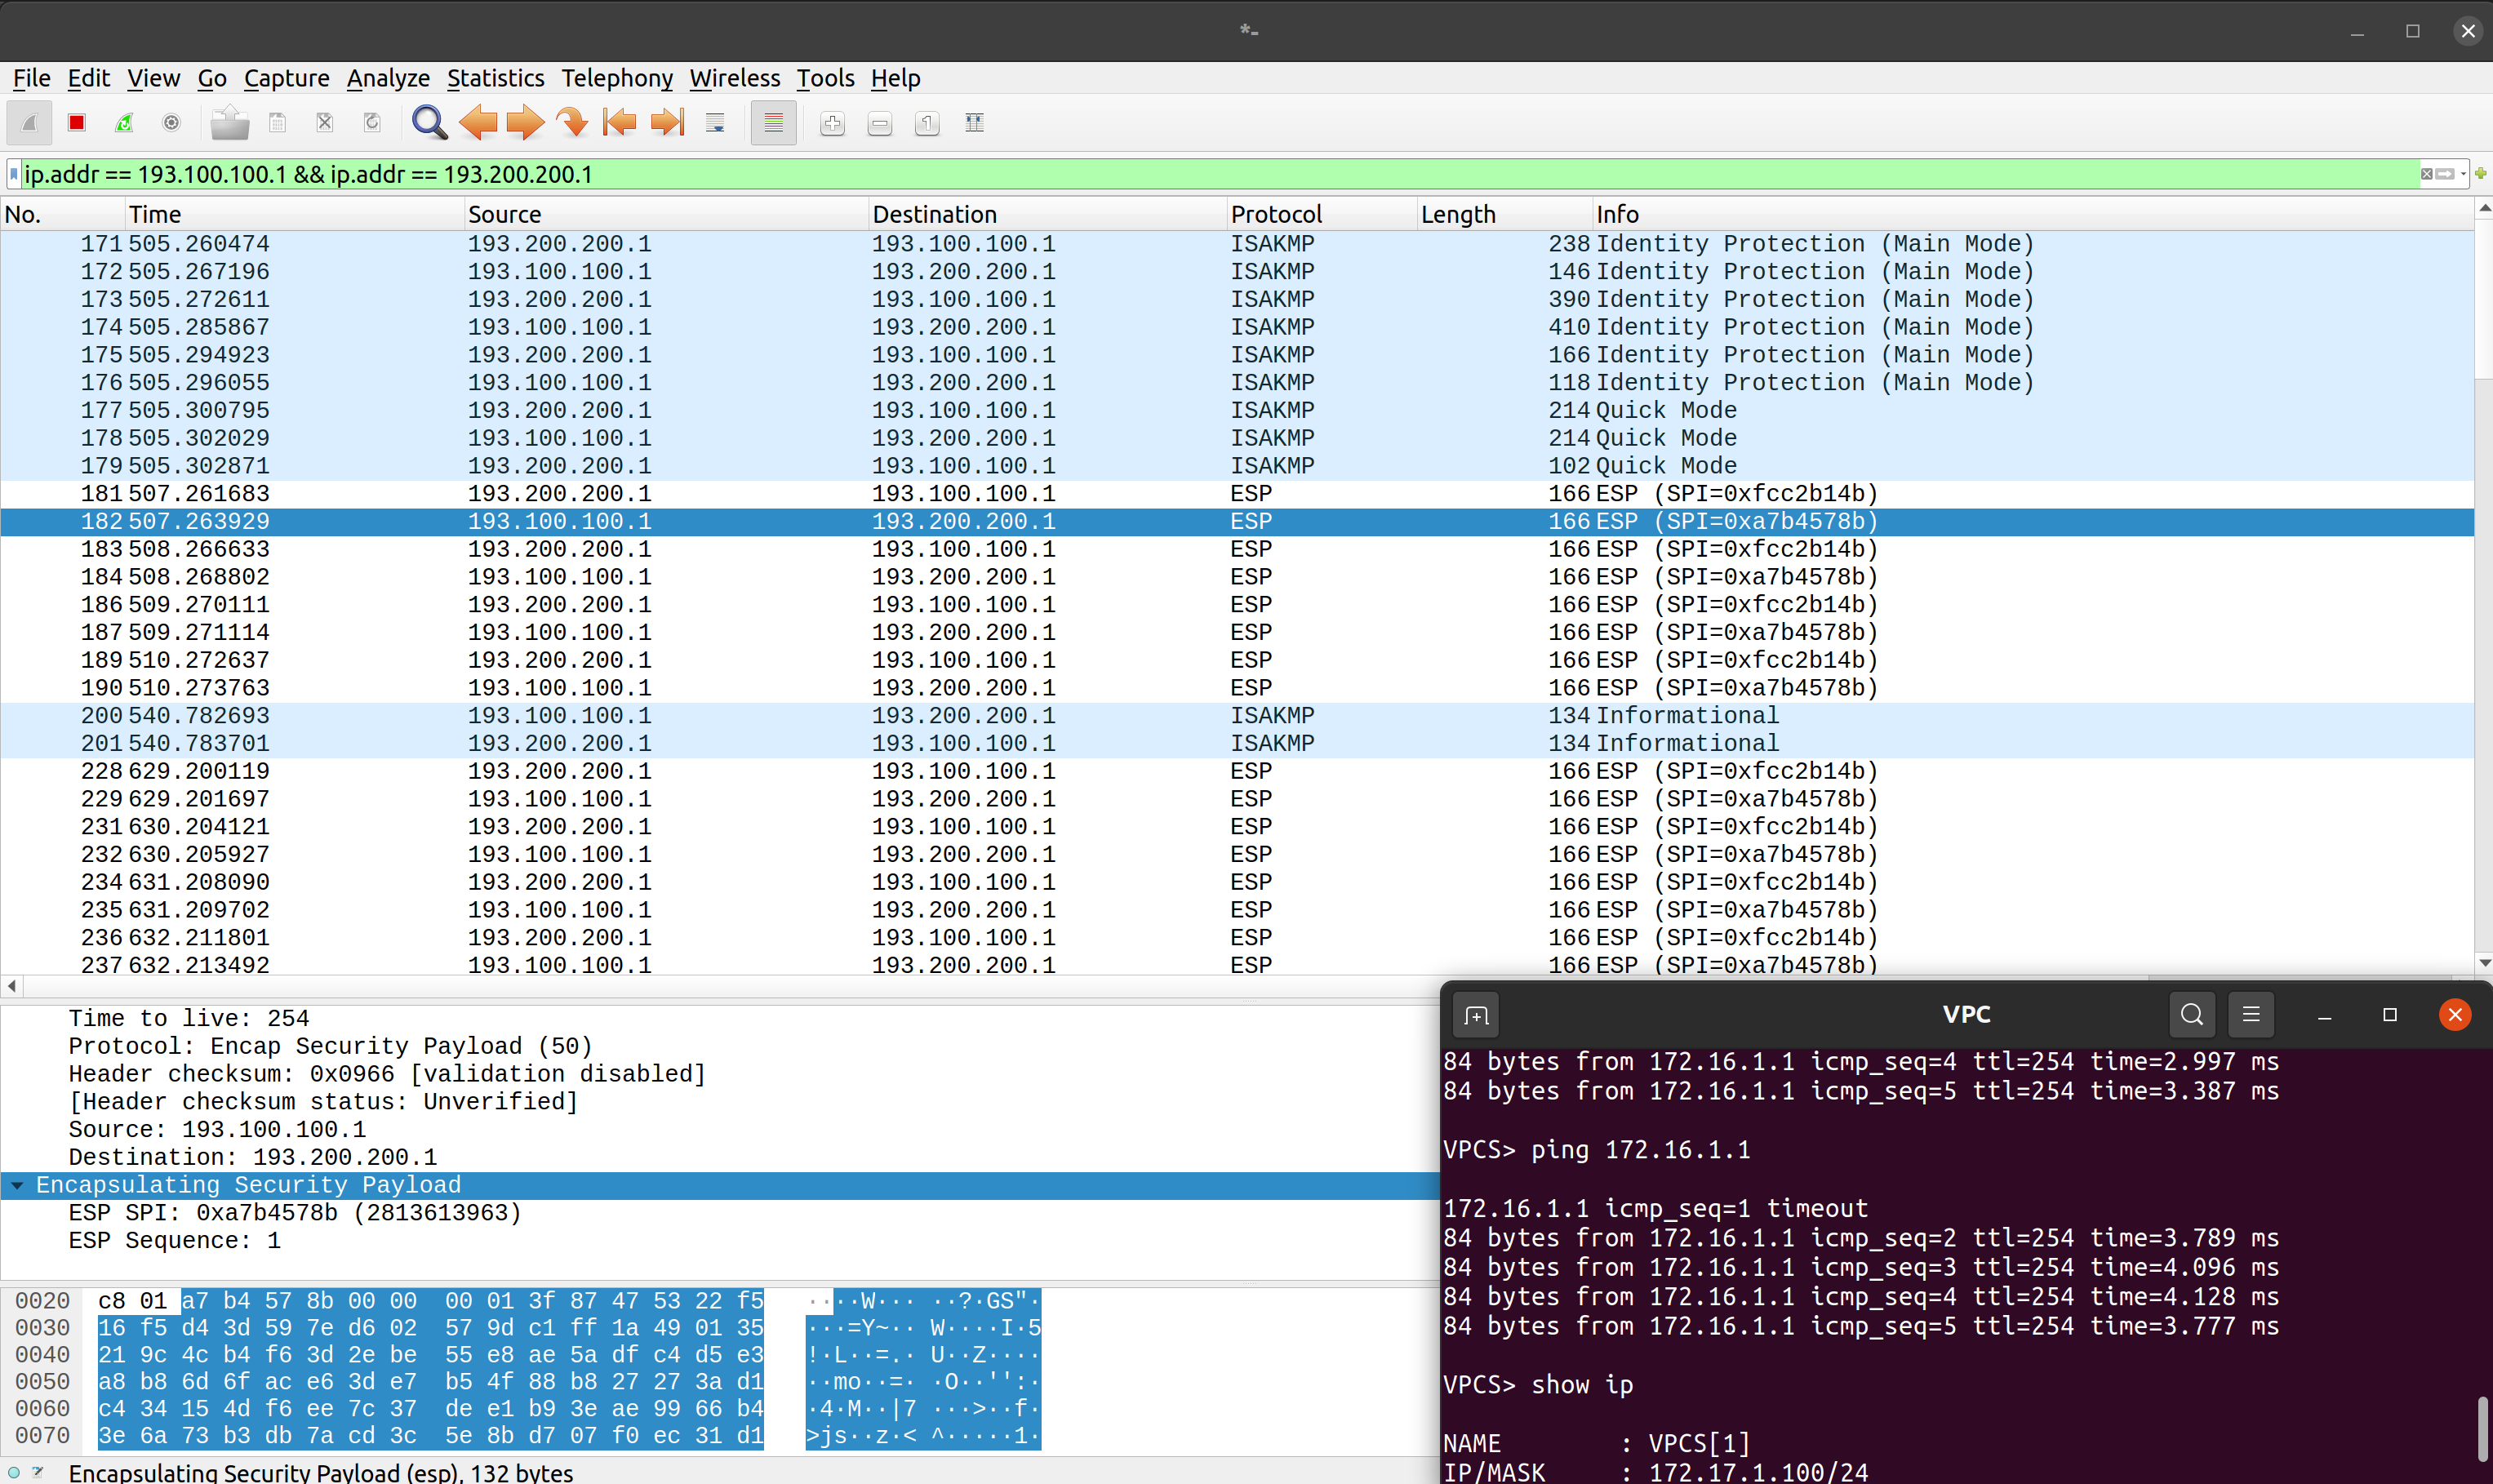 *-
File Edit View Go Capture Analyze Statistics Telephony Wireless Tools Help
ip.addr == 193.100.100.1 && ip.addr == 193.200.200.1
No. Time Source Destination Protocol Length Info
171 505.260474 193.200.200.1 193.100.100.1 ISAKMP 238 Identity Protection (Main Mode)
172 505.267196 193.100.100.1 193.200.200.1 ISAKMP 146 Identity Protection (Main Mode)
173 505.272611 193.200.200.1 193.100.100.1 ISAKMP 390 Identity Protection (Main Mode)
174 505.285867 193.100.100.1 193.200.200.1 ISAKMP 410 Identity Protection (Main Mode)
175 505.294923 193.200.200.1 193.100.100.1 ISAKMP 166 Identity Protection (Main Mode)
176 505.296055 193.100.100.1 193.200.200.1 ISAKMP 118 Identity Protection (Main Mode)
177 505.300795 193.200.200.1 193.100.100.1 ISAKMP 214 Quick Mode
178 505.302029 193.100.100.1 193.200.200.1 ISAKMP 214 Quick Mode
179 505.302871 193.200.200.1 193.100.100.1 ISAKMP 102 Quick Mode
181 507.261683 193.200.200.1 193.100.100.1 ESP 166 ESP (SPI=0xfcc2b14b)
182 507.263929 193.100.100.1 193.200.200.1 ESP 166 ESP (SPI=0xa7b4578b)
183 508.266633 193.200.200.1 193.100.100.1 ESP 166 ESP (SPI=0xfcc2b14b)
184 508.268802 193.100.100.1 193.200.200.1 ESP 166 ESP (SPI=0xa7b4578b)
186 509.270111 193.200.200.1 193.100.100.1 ESP 166 ESP (SPI=0xfcc2b14b)
187 509.271114 193.100.100.1 193.200.200.1 ESP 166 ESP (SPI=0xa7b4578b)
189 510.272637 193.200.200.1 193.100.100.1 ESP 166 ESP (SPI=0xfcc2b14b)
190 510.273763 193.100.100.1 193.200.200.1 ESP 166 ESP (SPI=0xa7b4578b)
200 540.782693 193.100.100.1 193.200.200.1 ISAKMP 134 Informational
201 540.783701 193.200.200.1 193.100.100.1 ISAKMP 134 Informational
228 629.200119 193.200.200.1 193.100.100.1 ESP 166 ESP (SPI=0xfcc2b14b)
229 629.201697 193.100.100.1 193.200.200.1 ESP 166 ESP (SPI=0xa7b4578b)
231 630.204121 193.200.200.1 193.100.100.1 ESP 166 ESP (SPI=0xfcc2b14b)
232 630.205927 193.100.100.1 193.200.200.1 ESP 166 ESP (SPI=0xa7b4578b)
234 631.208090 193.200.200.1 193.100.100.1 ESP 166 ESP (SPI=0xfcc2b14b)
235 631.209702 193.100.100.1 193.200.200.1 ESP 166 ESP (SPI=0xa7b4578b)
236 632.211801 193.200.200.1 193.100.100.1 ESP 166 ESP (SPI=0xfcc2b14b)
237 632.213492 193.100.100.1 193.200.200.1 ESP 166 ESP (SPI=0xa7b4578b)
Time to live: 254
Protocol: Encap Security Payload (50)
Header checksum: 0x0966 [validation disabled]
[Header checksum status: Unverified]
Source: 193.100.100.1
Destination: 193.200.200.1
Encapsulating Security Payload
ESP SPI: 0xa7b4578b (2813613963)
ESP Sequence: 1
0020 c8 01 a7 b4 57 8b 00 00 00 01 3f 87 47 53 22 f5 ····W··· ··?·GS"·
0030 16 f5 d4 3d 59 7e d6 02 57 9d c1 ff 1a 49 01 35 ···=Y~·· W····I·5
0040 21 9c 4c b4 f6 3d 2e be 55 e8 ae 5a df c4 d5 e3 !·L··=.· U··Z····
0050 a8 b8 6d 6f ac e6 3d e7 b5 4f 88 b8 27 27 3a d1 ··mo··=· ·O··'':·
0060 c4 34 15 4d f6 ee 7c 37 de e1 b9 3e ae 99 66 b4 ·4·M··|7 ···>··f·
0070 3e 6a 73 b3 db 7a cd 3c 5e 8b d7 07 f0 ec 31 d1 >js··z·< ^·····1·
Encapsulating Security Payload (esp), 132 bytes
VPC
84 bytes from 172.16.1.1 icmp_seq=4 ttl=254 time=2.997 ms
84 bytes from 172.16.1.1 icmp_seq=5 ttl=254 time=3.387 ms
VPCS> ping 172.16.1.1
172.16.1.1 icmp_seq=1 timeout
84 bytes from 172.16.1.1 icmp_seq=2 ttl=254 time=3.789 ms
84 bytes from 172.16.1.1 icmp_seq=3 ttl=254 time=4.096 ms
84 bytes from 172.16.1.1 icmp_seq=4 ttl=254 time=4.128 ms
84 bytes from 172.16.1.1 icmp_seq=5 ttl=254 time=3.777 ms
VPCS> show ip
NAME : VPCS[1]
IP/MASK : 172.17.1.100/24